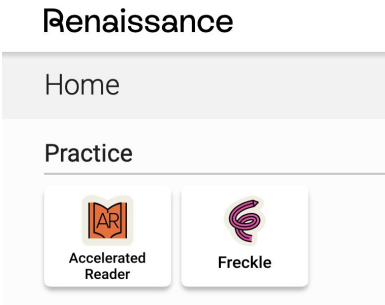 Renaissance
Home
Practice
AR
Accelerated
Reader
Freckle